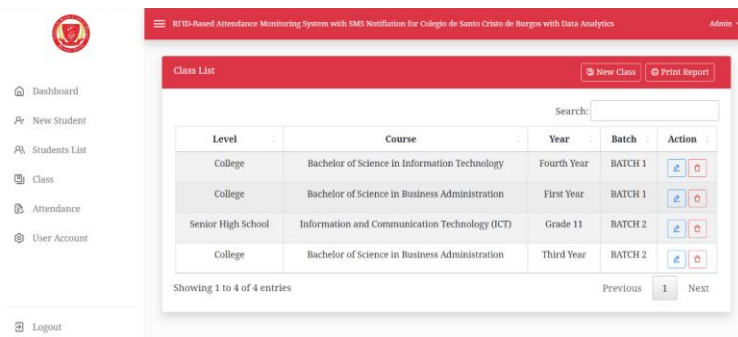 RFID-Based Attendance Monitoring System with SMS Notifiation for Colegio de Santo Cristo de Burgos with Data Analytics Admin
Dashboard
New Student
Students List
Class
Attendance
User Account
Logout
Class List New Class Print Report
Search:
Level Course Year Batch Action
College Bachelor of Science in Information Technology Fourth Year BATCH 1
College Bachelor of Science in Business Administration First Year BATCH 1
Senior High School Information and Communication Technology (ICT) Grade 11 BATCH 2
College Bachelor of Science in Business Administration Third Year BATCH 2
Showing 1 to 4 of 4 entries Previous 1 Next